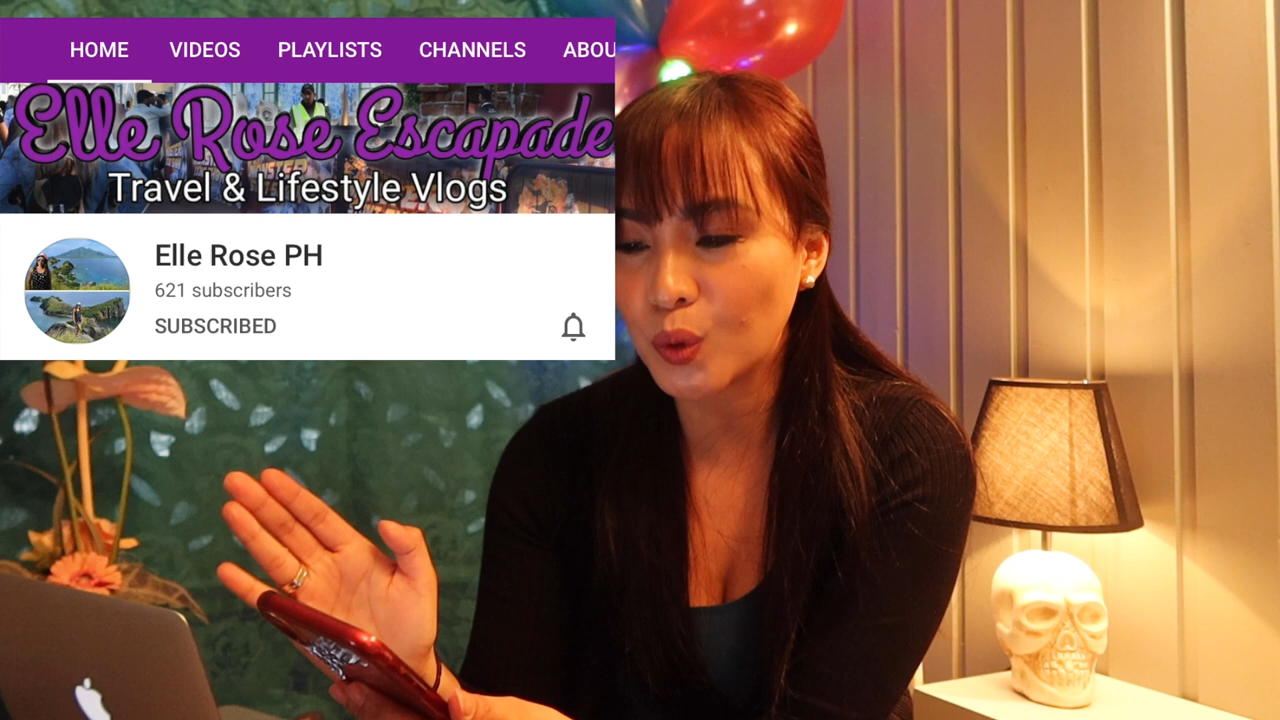 HOME VIDEOS PLAYLISTS CHANNELS ABOU
Elle Rose Escapade
Travel & Lifestyle Vlogs
Elle Rose PH
621 subscribers
SUBSCRIBED